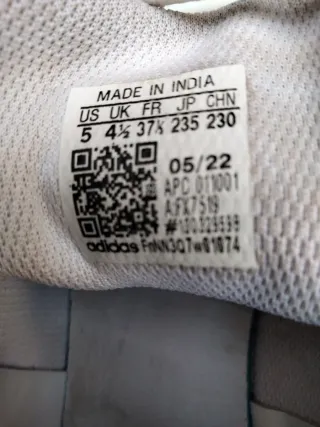 MADE IN INDIA
US UK FR JP CHN
5 4½ 37⅓ 235 230
05/22
APC 011001
adidas